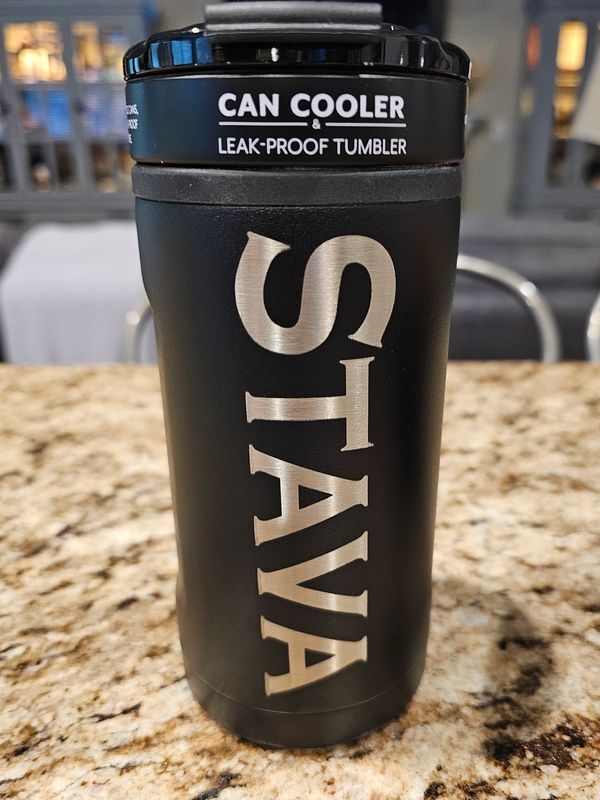 CAN COOLER
&
LEAK-PROOF TUMBLER
STAVA